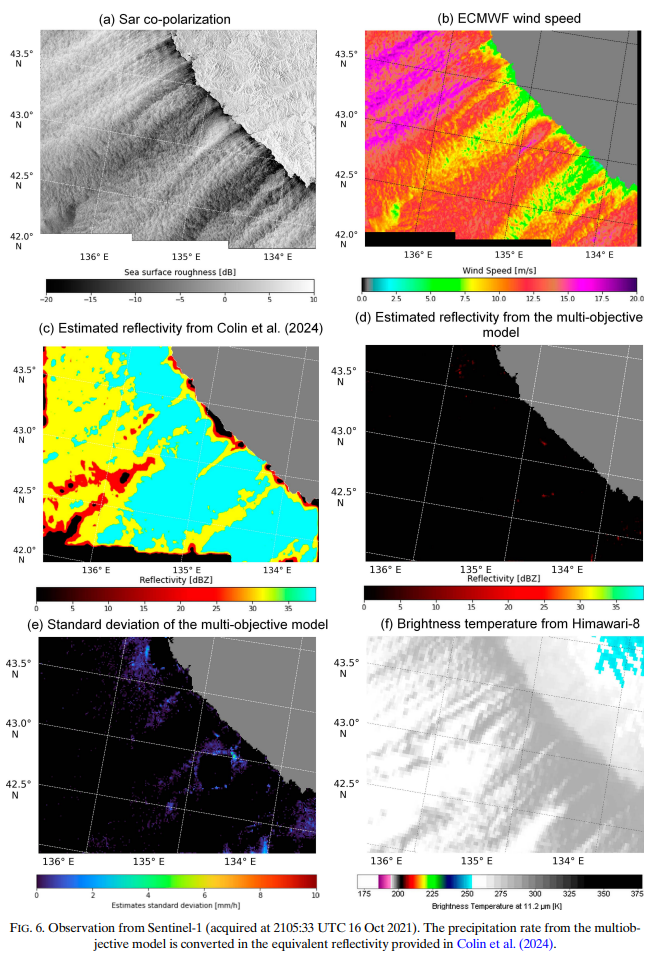 (a) Sar co-polarization
(b) ECMWF wind speed
43.5°
N
43.0°
N
42.5°
N
42.0°
N
136° E
135° E
134° E
Sea surface roughness [dB]
−20 −15 −10 −5 0 5 10
43.5°
N
43.0°
N
42.5°
N
42.0°
N
136° E
135° E
134° E
Wind Speed [m/s]
0.0 2.5 5.0 7.5 10.0 12.5 15.0 17.5 20.0
(c) Estimated reflectivity from Colin et al. (2024)
(d) Estimated reflectivity from the multi-objective
model
43.5°
N
43.0°
N
42.5°
N
42.0°
N
136° E
135° E
134° E
Reflectivity [dBZ]
0 5 10 15 20 25 30 35
43.5°
N
43.0°
N
42.5°
N
136° E
135° E
134° E
Reflectivity [dBZ]
0 5 10 15 20 25 30 35
(e) Standard deviation of the multi-objective model
(f) Brightness temperature from Himawari-8
43.5°
N
43.0°
N
42.5°
N
136° E
135° E
134° E
0 2 4 6 8 10
Estimates standard deviation [mm/h]
43.5°
N
43.0°
N
42.5°
N
136° E
135° E
134° E
175 200 225 250 275 300 325 350 375
Brightness Temperature at 11.2 μm [K]
FIG. 6. Observation from Sentinel-1 (acquired at 2105:33 UTC 16 Oct 2021). The precipitation rate from the multiob-
jective model is converted in the equivalent reflectivity provided in Colin et al. (2024).